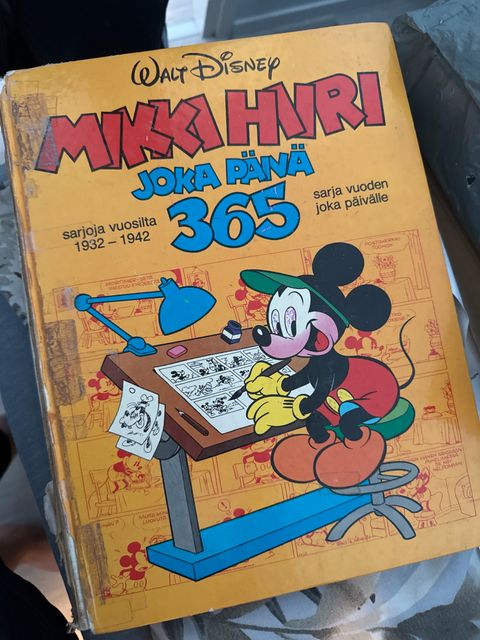 WALT DISNEY
MIKKI HIIRI
JOKA PÄIVÄ
365
sarjoja vuosilta
1932 – 1942
sarja vuoden
joka päivälle